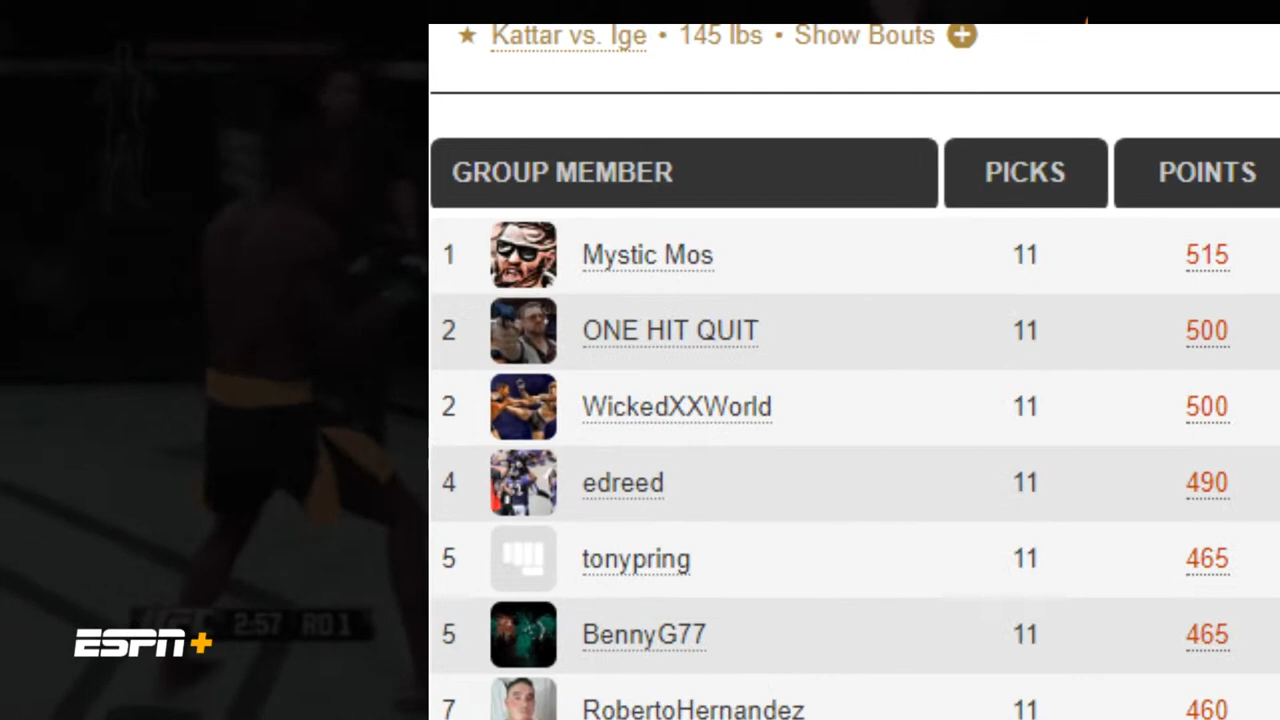 ★ Kattar vs. Ige • 145 lbs • Show Bouts
GROUP MEMBER PICKS POINTS
1 Mystic Mos 11 515
2 ONE HIT QUIT 11 500
2 WickedXXWorld 11 500
4 edreed 11 490
5 tonypring 11 465
5 BennyG77 11 465
7 RobertoHernandez 11 460
UFC 2:57 RD 1
ESPN+